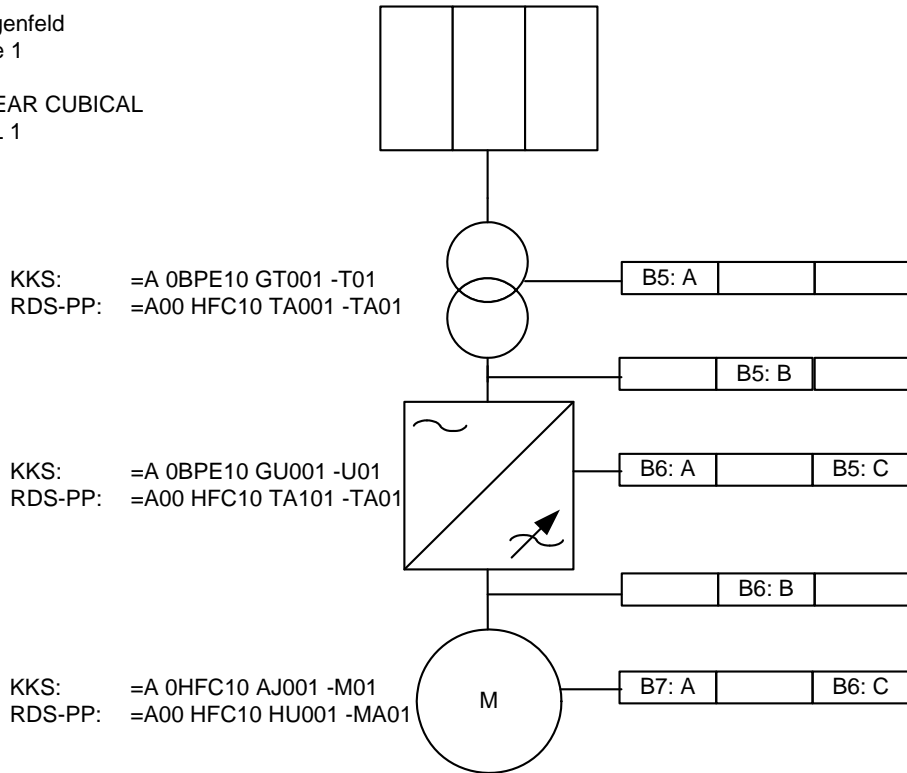 genfeld
e 1
EAR CUBICAL
1
KKS: =A 0BPE10 GT001 -T01
RDS-PP: =A00 HFC10 TA001 -TA01
B5: A
B5: B
KKS: =A 0BPE10 GU001 -U01
RDS-PP: =A00 HFC10 TA101 -TA01
B6: A B5: C
B6: B
KKS: =A 0HFC10 AJ001 -M01
RDS-PP: =A00 HFC10 HU001 -MA01
M
B7: A B6: C